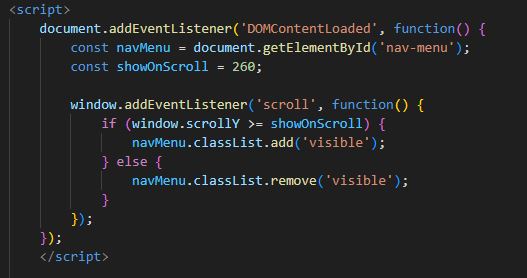 <script>
document.addEventListener('DOMContentLoaded', function() {
const navMenu = document.getElementById('nav-menu');
const showOnScroll = 260;
window.addEventListener('scroll', function() {
if (window.scrollY >= showOnScroll) {
navMenu.classList.add('visible');
} else {
navMenu.classList.remove('visible');
}
});
});
</script>